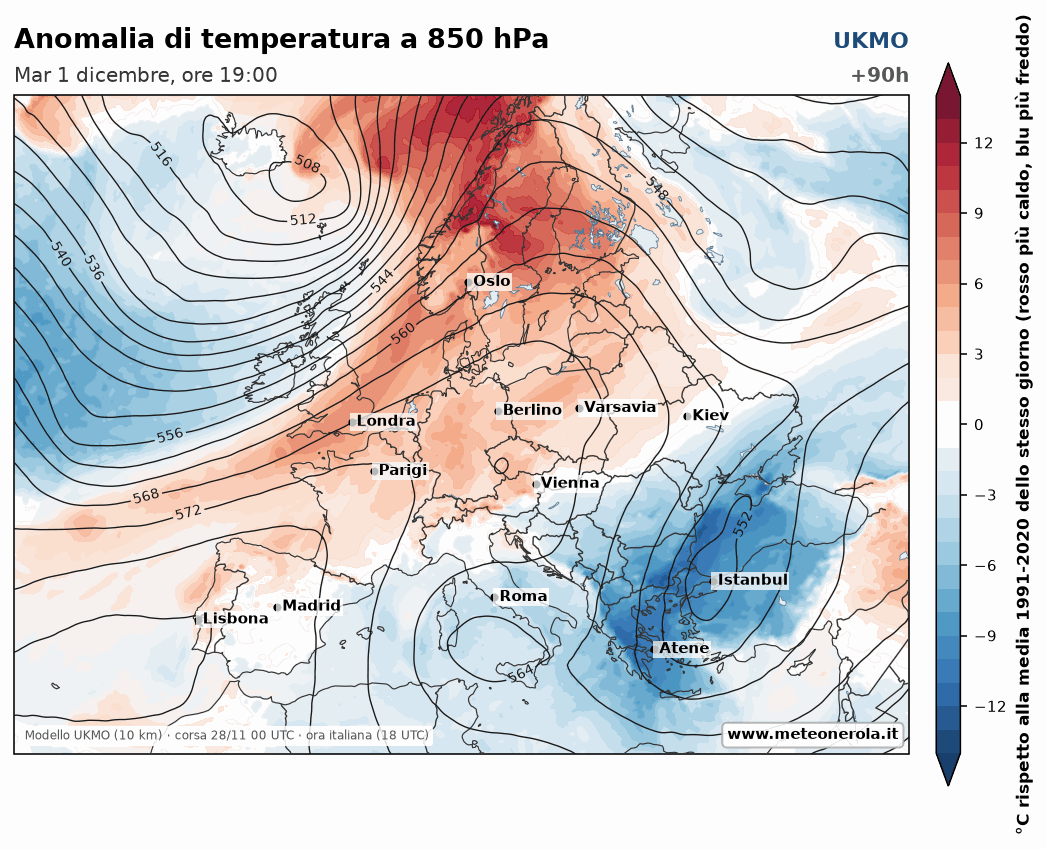 Anomalia di temperatura a 850 hPa
UKMO
Mar 1 dicembre, ore 19:00
+90h
516
508
512
540
536
548
544
560
556
568
572
552
564
Oslo
Londra
Berlino
Varsavia
Kiev
Parigi
Vienna
Istanbul
Roma
Madrid
Lisbona
Atene
Modello UKMO (10 km) · corsa 28/11 00 UTC · ora italiana (18 UTC)
www.meteonerola.it
12
9
6
3
0
−3
−6
−9
−12
°C rispetto alla media 1991-2020 dello stesso giorno (rosso più caldo, blu più freddo)